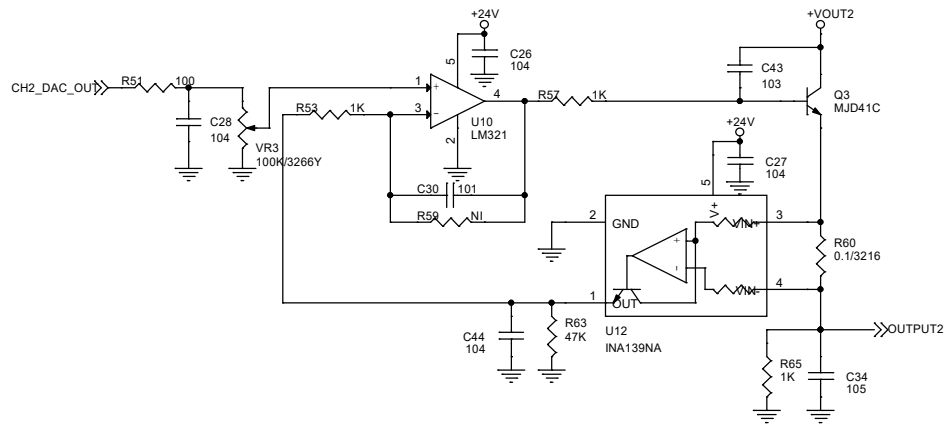 +24V
+VOUT2
C26
104
5
CH2_DAC_OUT
R51 100
C28
104
VR3
100K/3266Y
R53 1K
1
3
+
-
4
2
U10
LM321
R57 1K
C43
103
Q3
MJD41C
C30 101
R59 NI
+24V
C27
104
5
2
GND
V+
VIN+
3
+
-
VIN-
4
R60
0.1/3216
1
OUT
U12
INA139NA
C44
104
R63
47K
OUTPUT2
R65
1K
C34
105